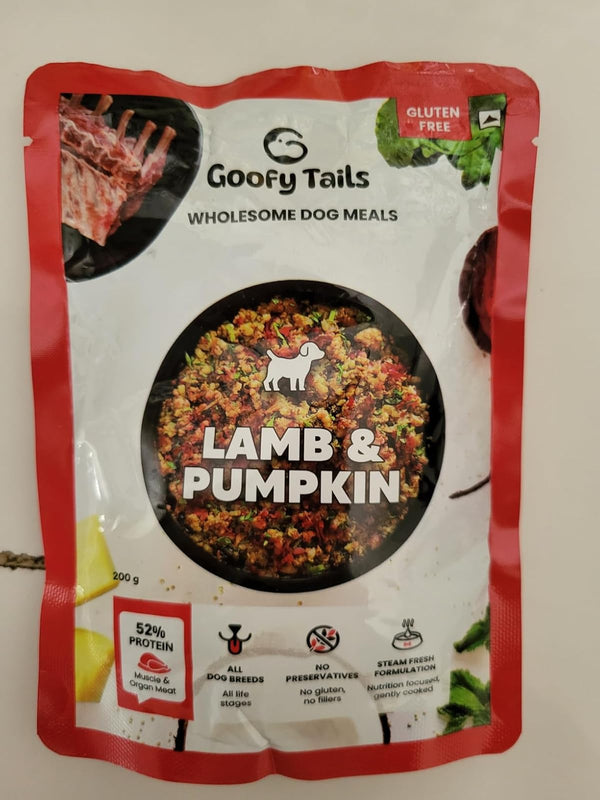 GLUTEN
FREE
Goofy Tails
WHOLESOME DOG MEALS
LAMB &
PUMPKIN
200 g
52%
PROTEIN
Muscle &
Organ Meat
ALL
DOG BREEDS
All life
stages
NO
PRESERVATIVES
No gluten,
no fillers
STEAM FRESH
FORMULATION
Nutrition focused,
gently cooked